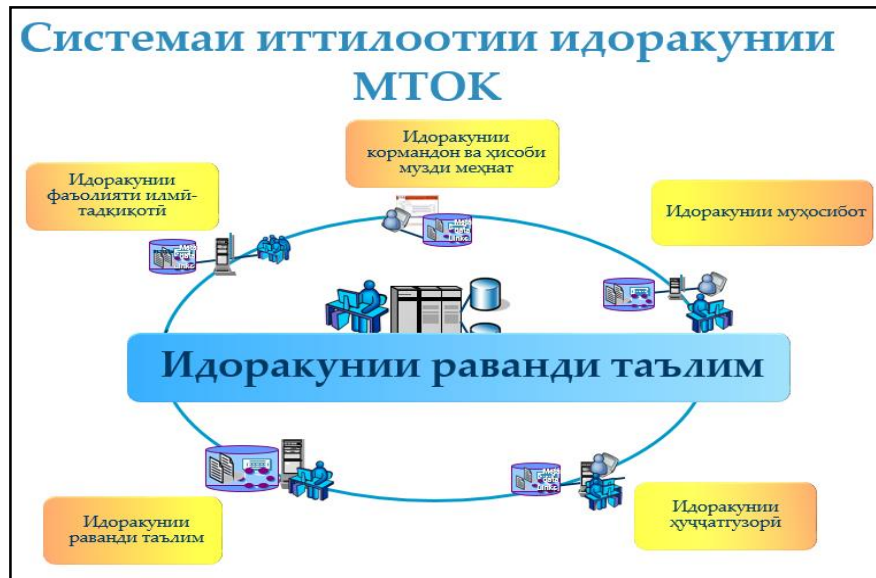 Системаи иттилоотии идоракунии
МТОК
Идоракунии
кормандон ва ҳисоби
музди меҳнат
Идоракунии
фаъолияти илмӣ-
тадқиқотӣ
Идоракунии муҳосибот
Идоракунии раванди таълим
Идоракунии
раванди таълим
Идоракунии
ҳуҷҷатгузорӣ